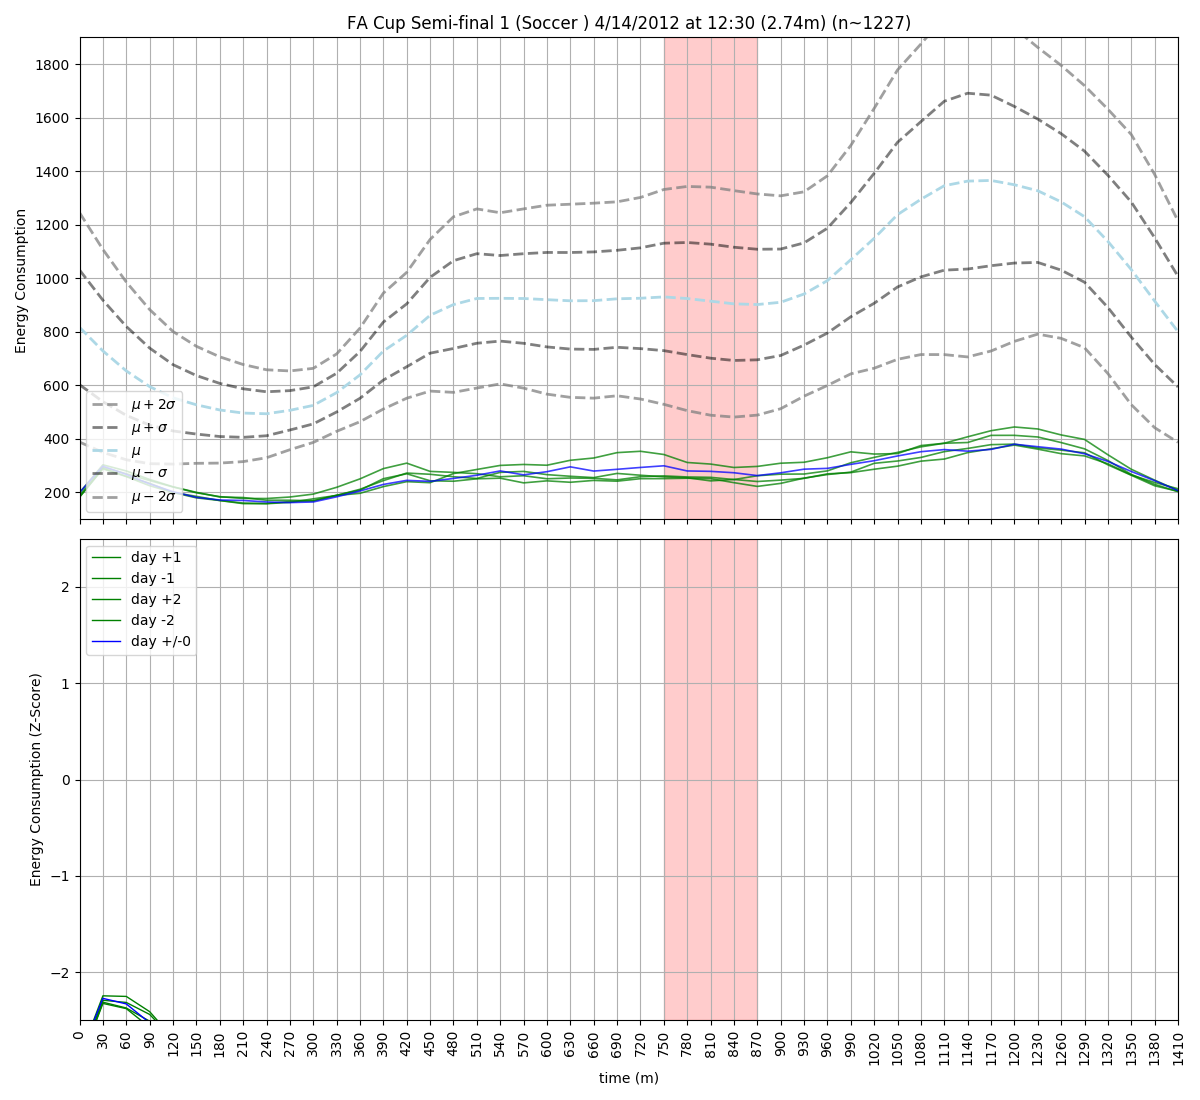 FA Cup Semi-final 1 (Soccer ) 4/14/2012 at 12:30 (2.74m) (n~1227)
Energy Consumption
1800
1600
1400
1200
1000
800
600
400
200
μ + 2σ
μ + σ
μ
μ − σ
μ − 2σ
Energy Consumption (Z-Score)
2
1
0
−1
−2
day +1
day -1
day +2
day -2
day +/-0
0 30 60 90 120 150 180 210 240 270 300 330 360 390 420 450 480 510 540 570 600 630 660 690 720 750 780 810 840 870 900 930 960 990 1020 1050 1080 1110 1140 1170 1200 1230 1260 1290 1320 1350 1380 1410
time (m)